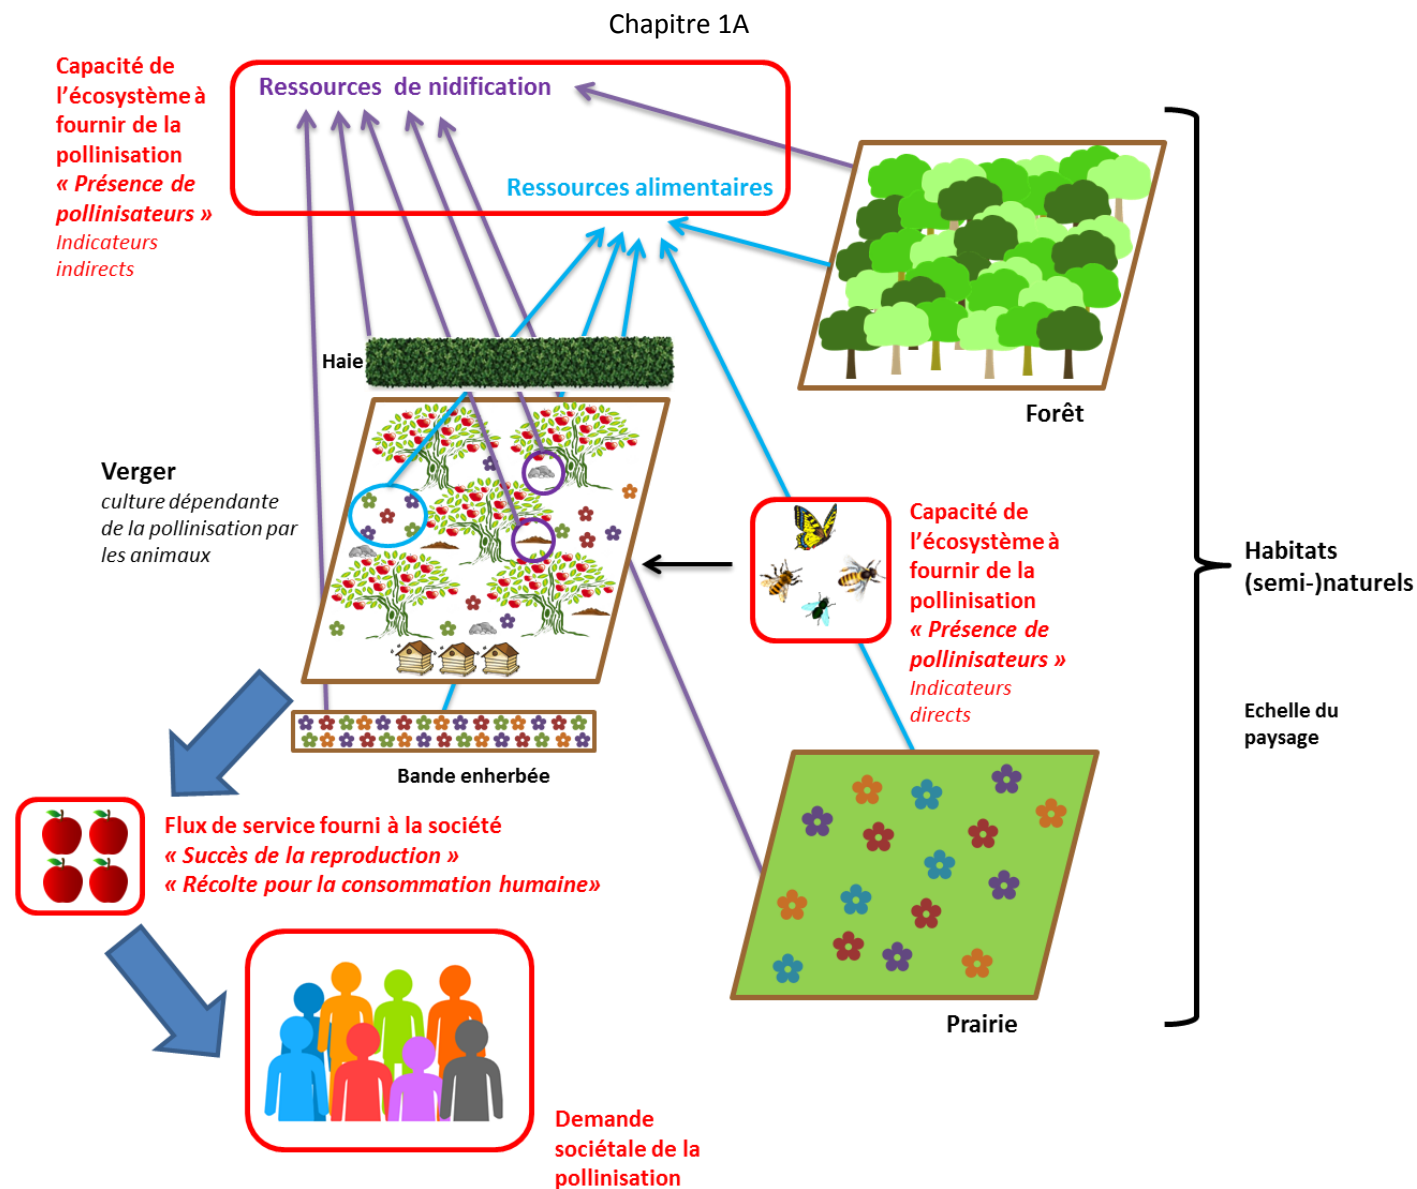 Chapitre 1A
Capacité de
l’écosystème à
fournir de la
pollinisation
« Présence de
pollinisateurs »
Indicateurs
indirects
Ressources de nidification
Ressources alimentaires
Haie
Forêt
Verger
culture dépendante
de la pollinisation par
les animaux
Capacité de
l’écosystème à
fournir de la
pollinisation
« Présence de
pollinisateurs »
Indicateurs
directs
Habitats
(semi-)naturels
Echelle du
paysage
Bande enherbée
Flux de service fourni à la société
« Succès de la reproduction »
« Récolte pour la consommation humaine»
Prairie
Demande
sociétale de la
pollinisation